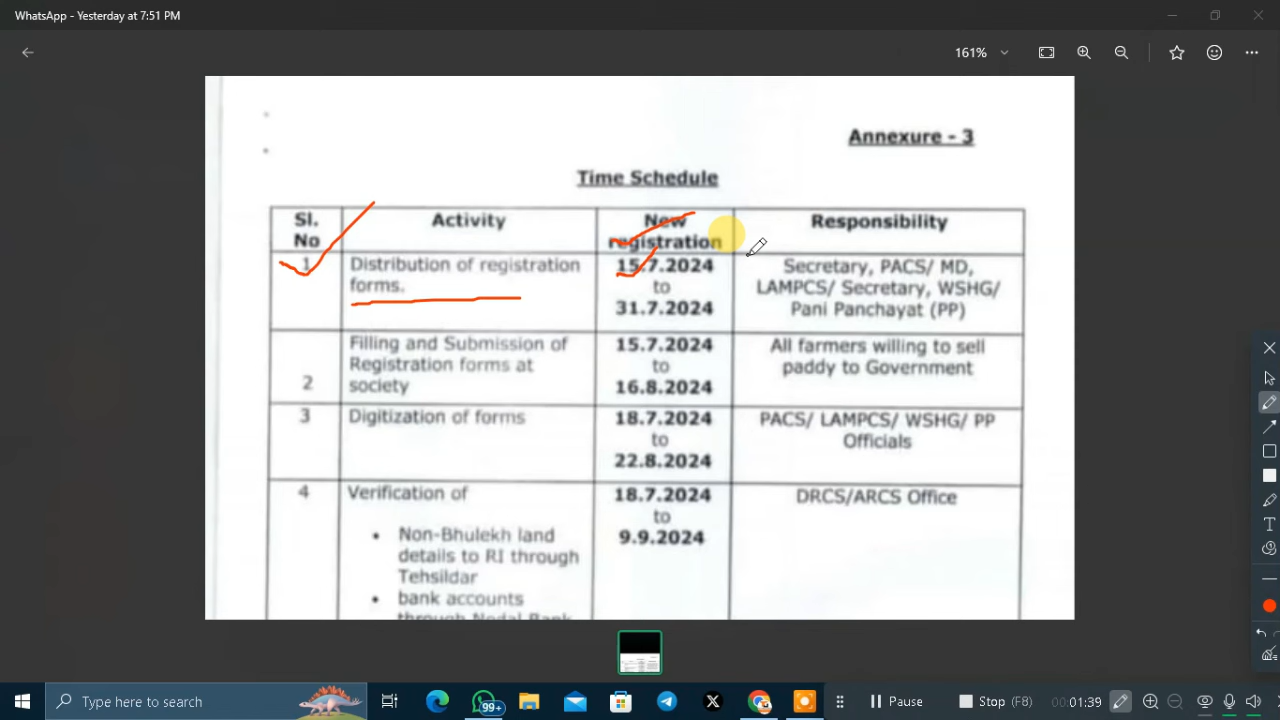 WhatsApp - Yesterday at 7:51 PM
161%
Annexure - 3
Time Schedule
Sl. No
Activity
New registration
Responsibility
1
Distribution of registration
forms.
15.7.2024
to
31.7.2024
Secretary, PACS/ MD,
LAMPCS/ Secretary, WSHG/
Pani Panchayat (PP)
2
Filling and Submission of
Registration forms at
society
15.7.2024
to
16.8.2024
All farmers willing to sell
paddy to Government
3
Digitization of forms
18.7.2024
to
22.8.2024
PACS/ LAMPCS/ WSHG/ PP
Officials
4
Verification of
• Non-Bhulekh land
details to RI through
Tehsildar
• bank accounts
through Nodal Bank
18.7.2024
to
9.9.2024
DRCS/ARCS Office
Type here to search
99+
Pause
Stop (F8)
00:01:39